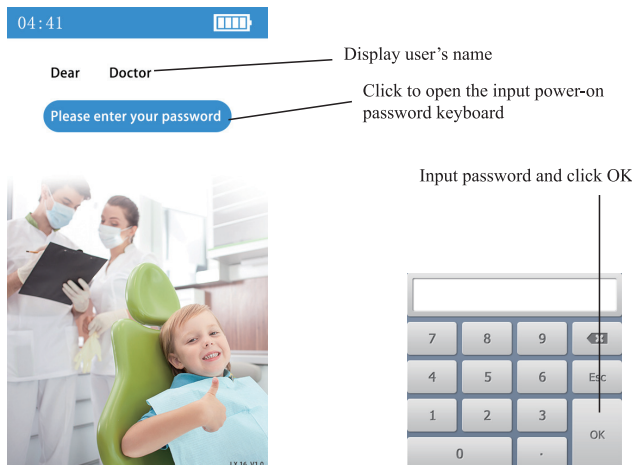 04:41
Dear Doctor
Display user's name
Please enter your password
Click to open the input power-on
password keyboard
Input password and click OK
7 8 9
4 5 6 Esc
1 2 3
OK
0 .
LX16 V1.0